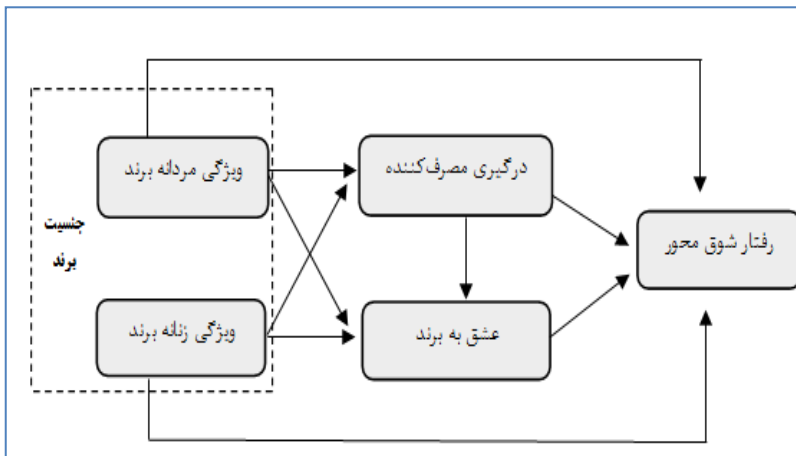 ویژگی مردانه برند
درگیری مصرف‌کننده
جنسیت
برند
رفتار شوق محور
ویژگی زنانه برند
عشق به برند